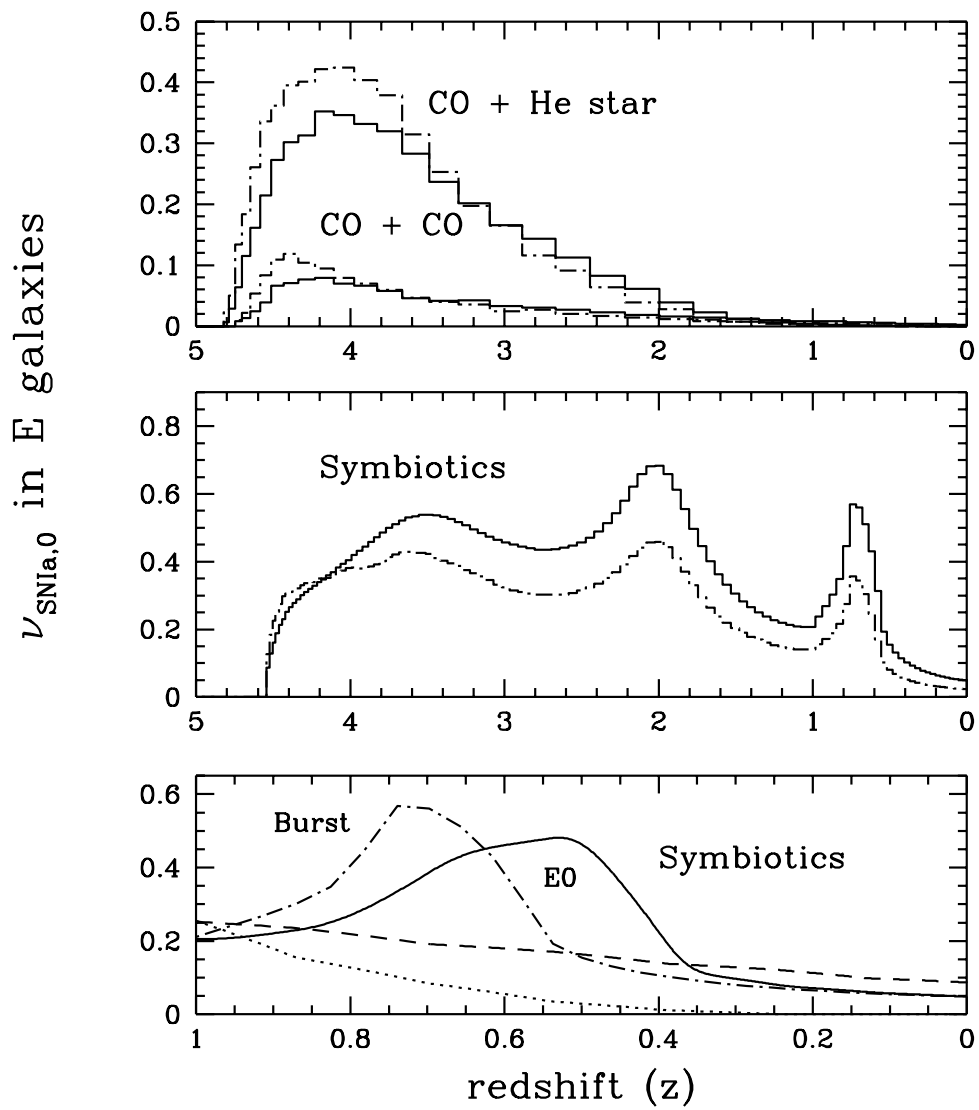 ν_SNIa,0 in E galaxies
0.5
0.4
0.3
0.2
0.1
0
CO + He star
CO + CO
5 4 3 2 1 0
0.8
0.6
0.4
0.2
0
Symbiotics
5 4 3 2 1 0
0.6
0.4
0.2
0
Burst
E0
Symbiotics
1 0.8 0.6 0.4 0.2 0
redshift (z)